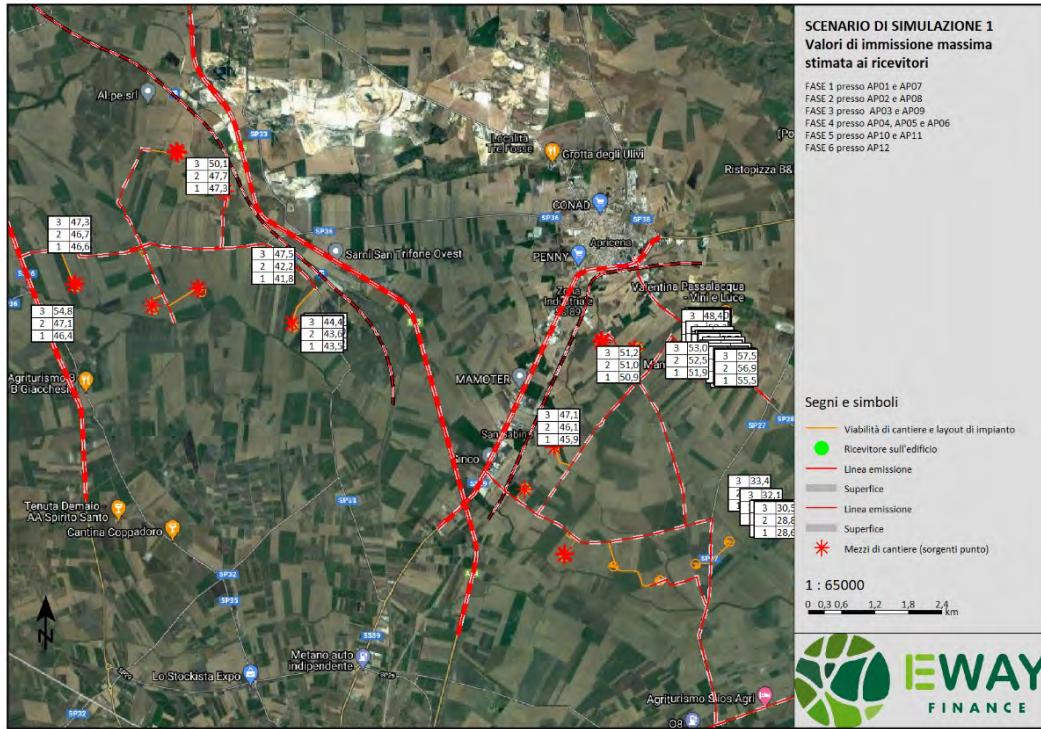 SCENARIO DI SIMULAZIONE 1
Valori di immissione massima
stimata ai ricevitori
FASE 1 presso AP01 e AP07
FASE 2 presso AP02 e AP08
FASE 3 presso AP03 e AP09
FASE 4 presso AP04, AP05 e AP06
FASE 5 presso AP10 e AP11
FASE 6 presso AP12
Al.pe.srl
SP33
Località
Tre Fosse
Grotta degli Ulivi
Ristopizza B&
3 50,1
2 47,7
1 47,3
CONAD
SP36
SP38
Apricena
3 47,3
2 46,7
1 46,6
SP35
Sarni San Trifone Ovest
PENNY
3 47,5
2 42,2
1 41,8
Zona
Industriale
Valentina Passalacqua
- Vini e Luce
3 54,8
2 47,1
1 46,4
3 44,4
2 43,6
1 43,5
3 48,4
3 51,2
2 51,0
1 50,9
3 53,0
2 52,5
1 51,9
3 57,5
2 56,9
1 55,5
Agriturismo B
B Giacchesi
MAMOTER
3 47,1
2 46,1
1 45,9
SP27
SP28
Segni e simboli
Viabilità di cantiere e layout di impianto
Ricevitore sull'edificio
Linea emissione
Superfice
Linea emissione
Superfice
Mezzi di cantiere (sorgenti punto)
3 33,4
3 32,1
3 30,5
2 28,8
1 28,6
Tenuta Demaio
AA Spirito Santo
Cantina Coppadoro
SP32
SP35
SS89
1 : 65000
0 0,3 0,6 1,2 1,8 2,4
km
N
Metano auto
indipendente
Lo Stockista Expo
SP32
Agriturismo Silos Agri
EWAY
FINANCE